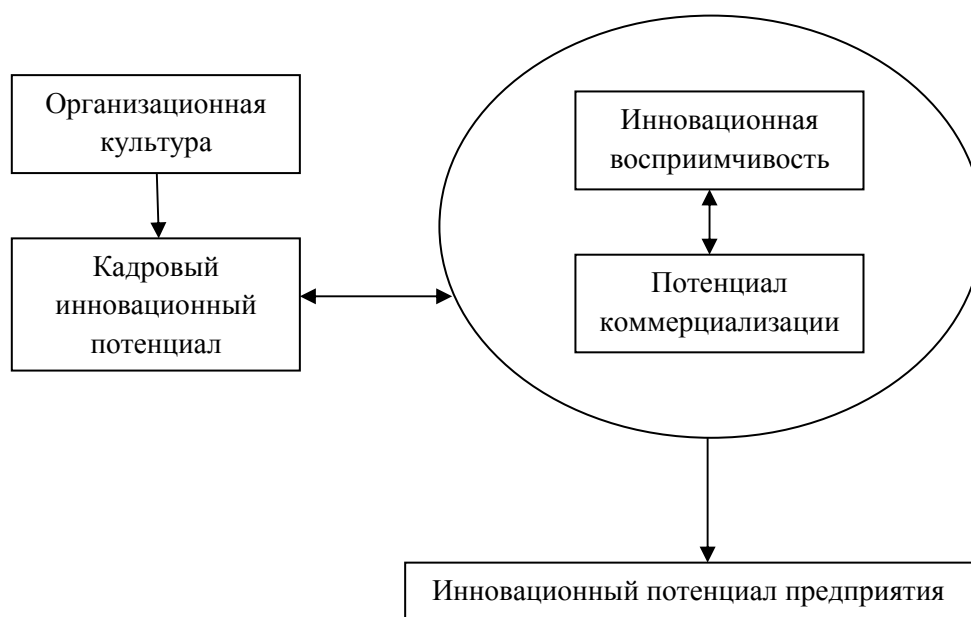 Организационная
культура
Кадровый
инновационный
потенциал
Инновационная
восприимчивость
Потенциал
коммерциализации
Инновационный потенциал предприятия